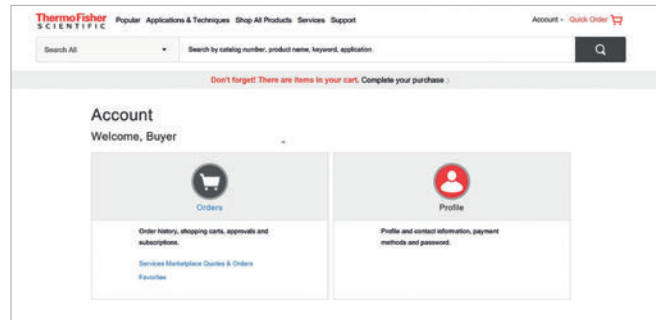 ThermoFisher
SCIENTIFIC
Popular Applications & Techniques Shop All Products Services Support
Account Quick Order
Search All
Search by catalog number, product name, keyword, application
Don't forget! There are items in your cart. Complete your purchase ›
Account
Welcome, Buyer
Orders
Order history, shopping carts, approvals and
subscriptions.
Services Marketplace Quotes & Orders
Favorites
Profile
Profile and contact information, payment
methods and password.